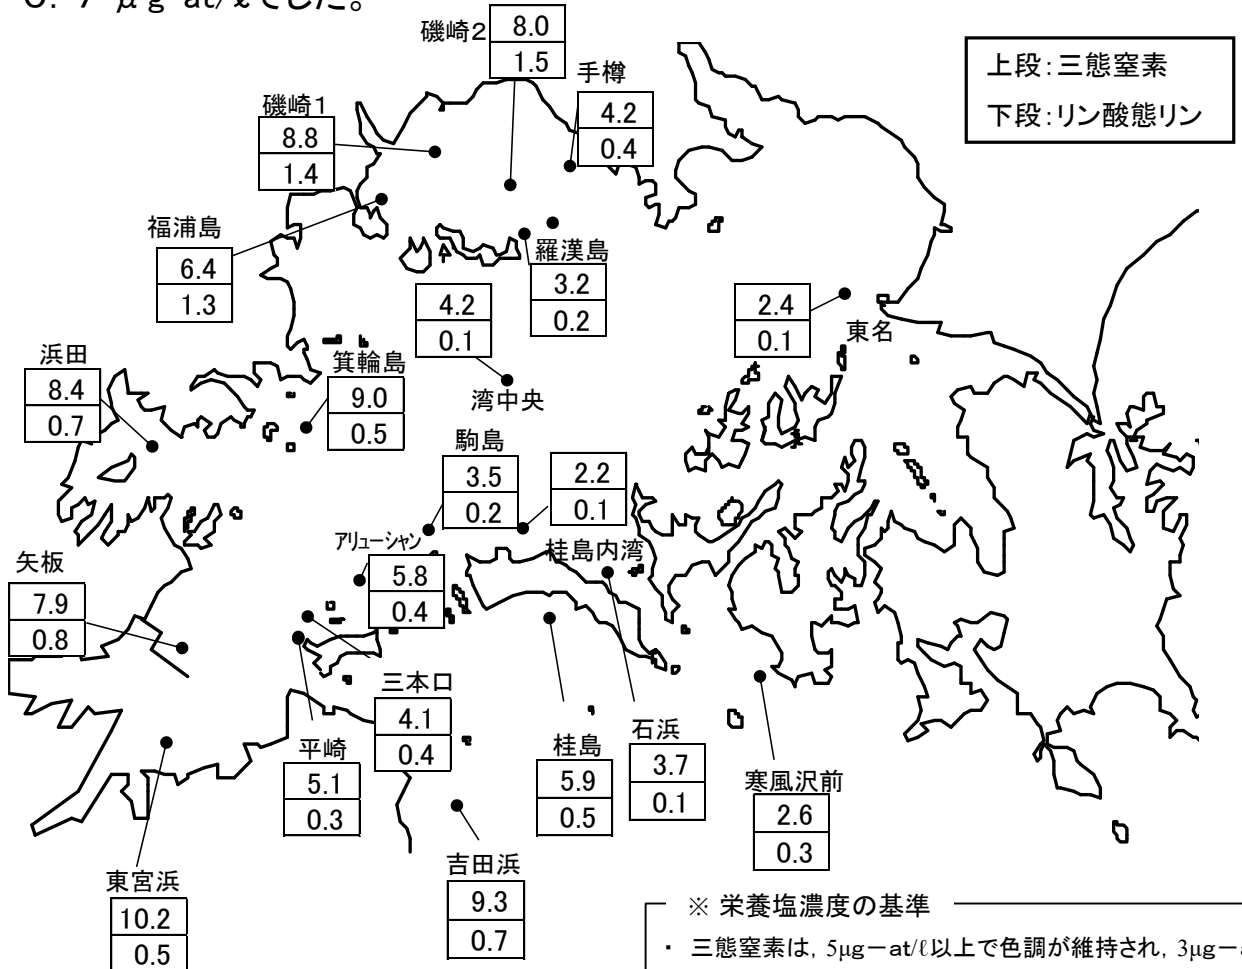 0.7 μg-at/ℓでした。
上段:三態窒素
下段:リン酸態リン
磯崎2
8.0
1.5
手樽
4.2
0.4
磯崎1
8.8
1.4
福浦島
6.4
1.3
羅漢島
3.2
0.2
4.2
0.1
湾中央
2.4
0.1
東名
浜田
8.4
0.7
箕輪島
9.0
0.5
駒島
3.5
0.2
2.2
0.1
桂島内湾
アリューシャン
5.8
0.4
矢板
7.9
0.8
三本口
4.1
0.4
平崎
5.1
0.3
桂島
5.9
0.5
石浜
3.7
0.1
寒風沢前
2.6
0.3
吉田浜
9.3
0.7
東宮浜
10.2
0.5
※ 栄養塩濃度の基準
・ 三態窒素は, 5μg-at/ℓ以上で色調が維持され, 3μg-a